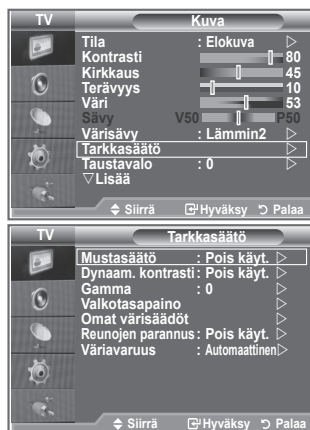 TV Kuva
Tila : Elokuva
Kontrasti 80
Kirkkaus 45
Terävyys 10
Väri 53
Sävy V50 P50
Värisävy : Lämmin2
Tarkkasäätö
Taustavalo : 0
▽Lisää
Siirrä Hyväksy Palaa
TV Tarkkasäätö
Mustasäätö : Pois käyt.
Dynaam. kontrasti : Pois käyt.
Gamma : 0
Valkotasapaino
Omat värisäädöt
Reunojen parannus : Pois käyt.
Väriavaruus : Automaattinen
Siirrä Hyväksy Palaa